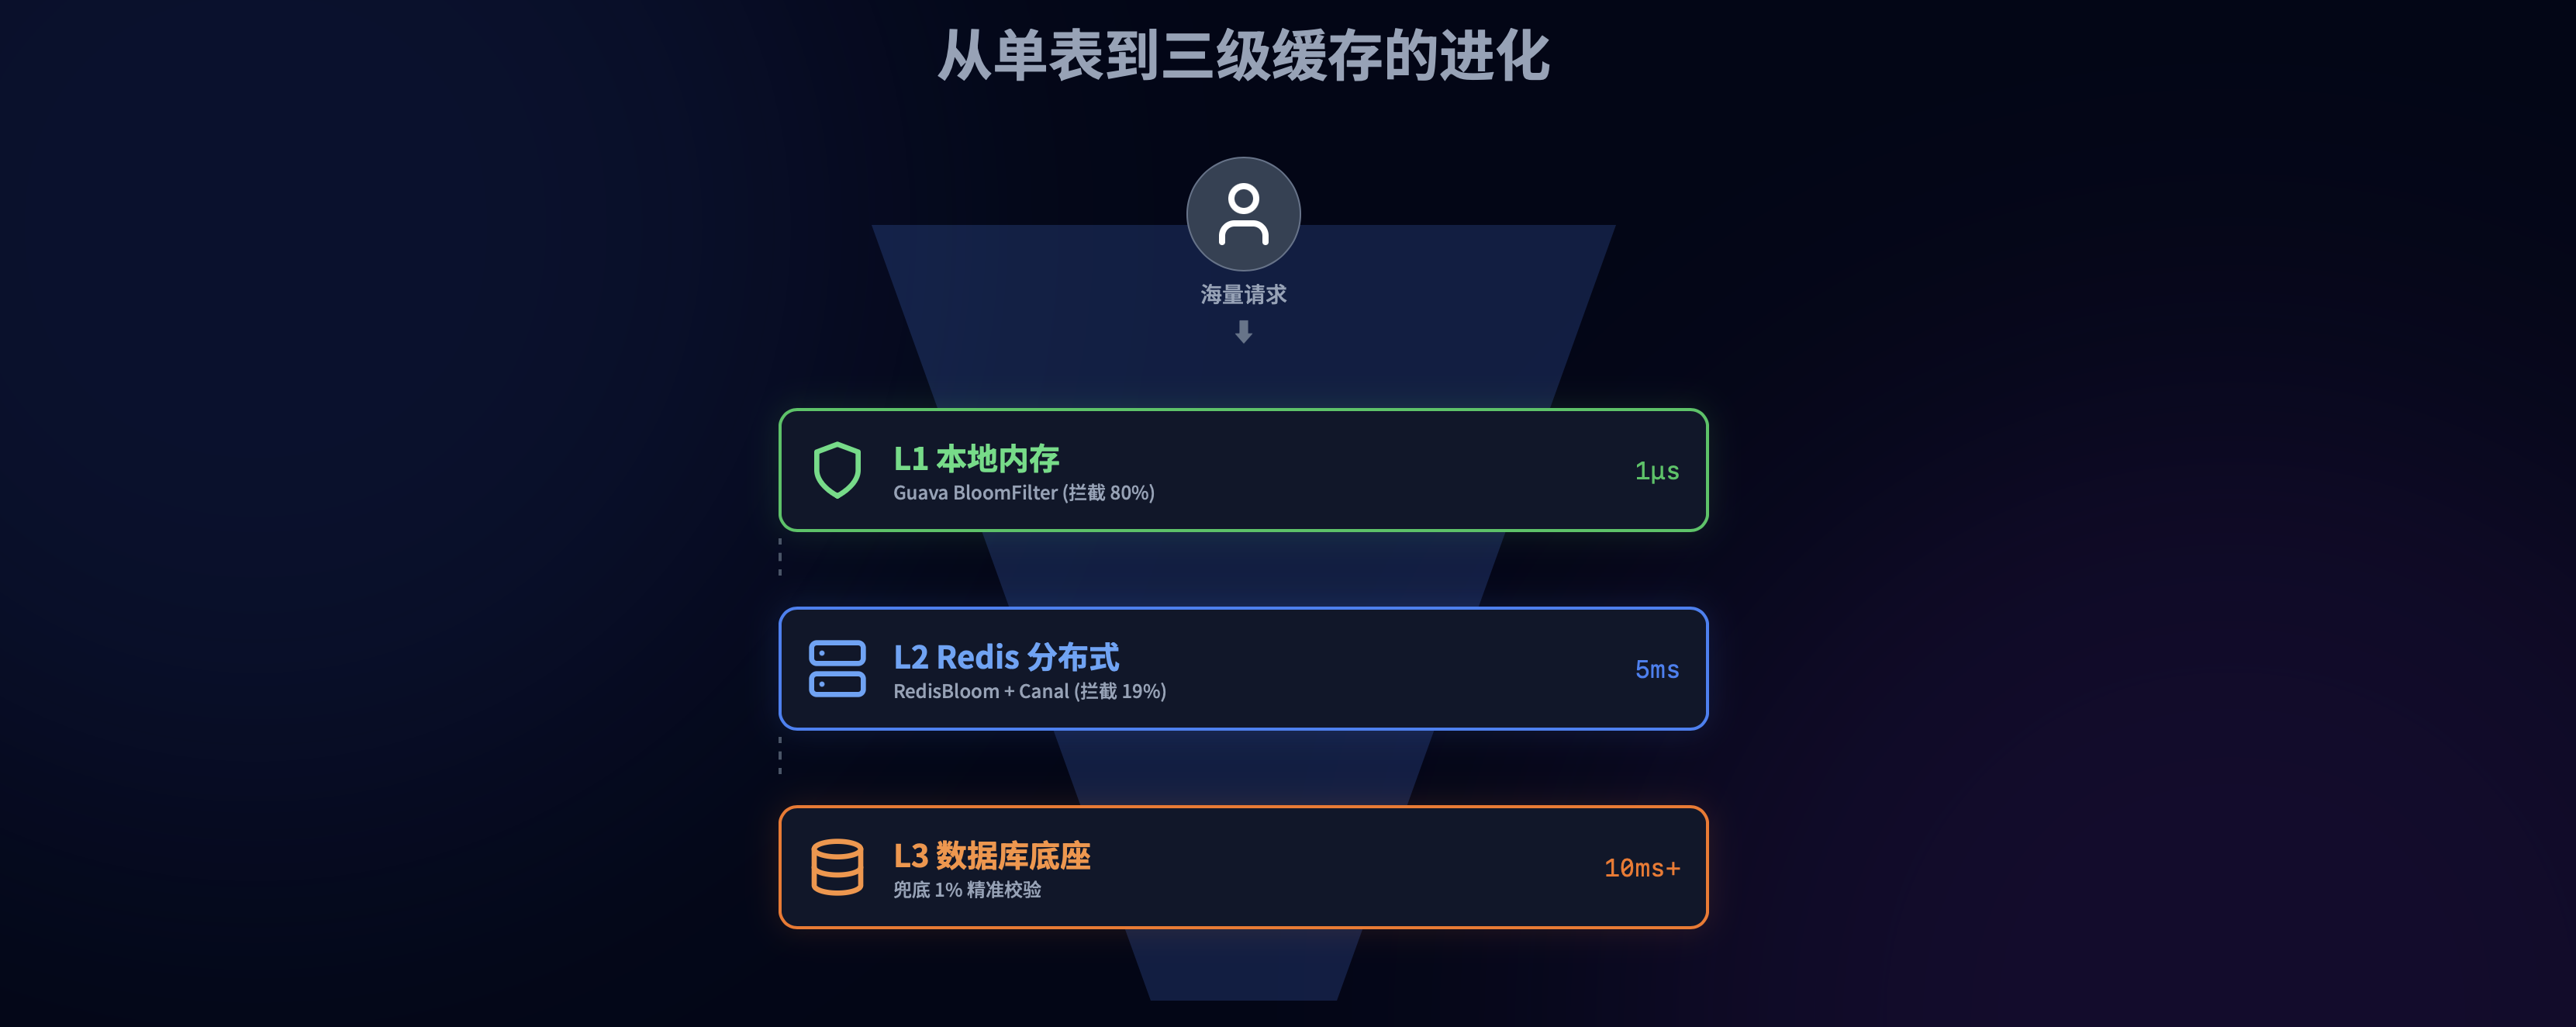 从单表到三级缓存的进化
海量请求
L1 本地内存
Guava BloomFilter (拦截 80%)
1μs
L2 Redis 分布式
RedisBloom + Canal (拦截 19%)
5ms
L3 数据库底座
兜底 1% 精准校验
10ms+